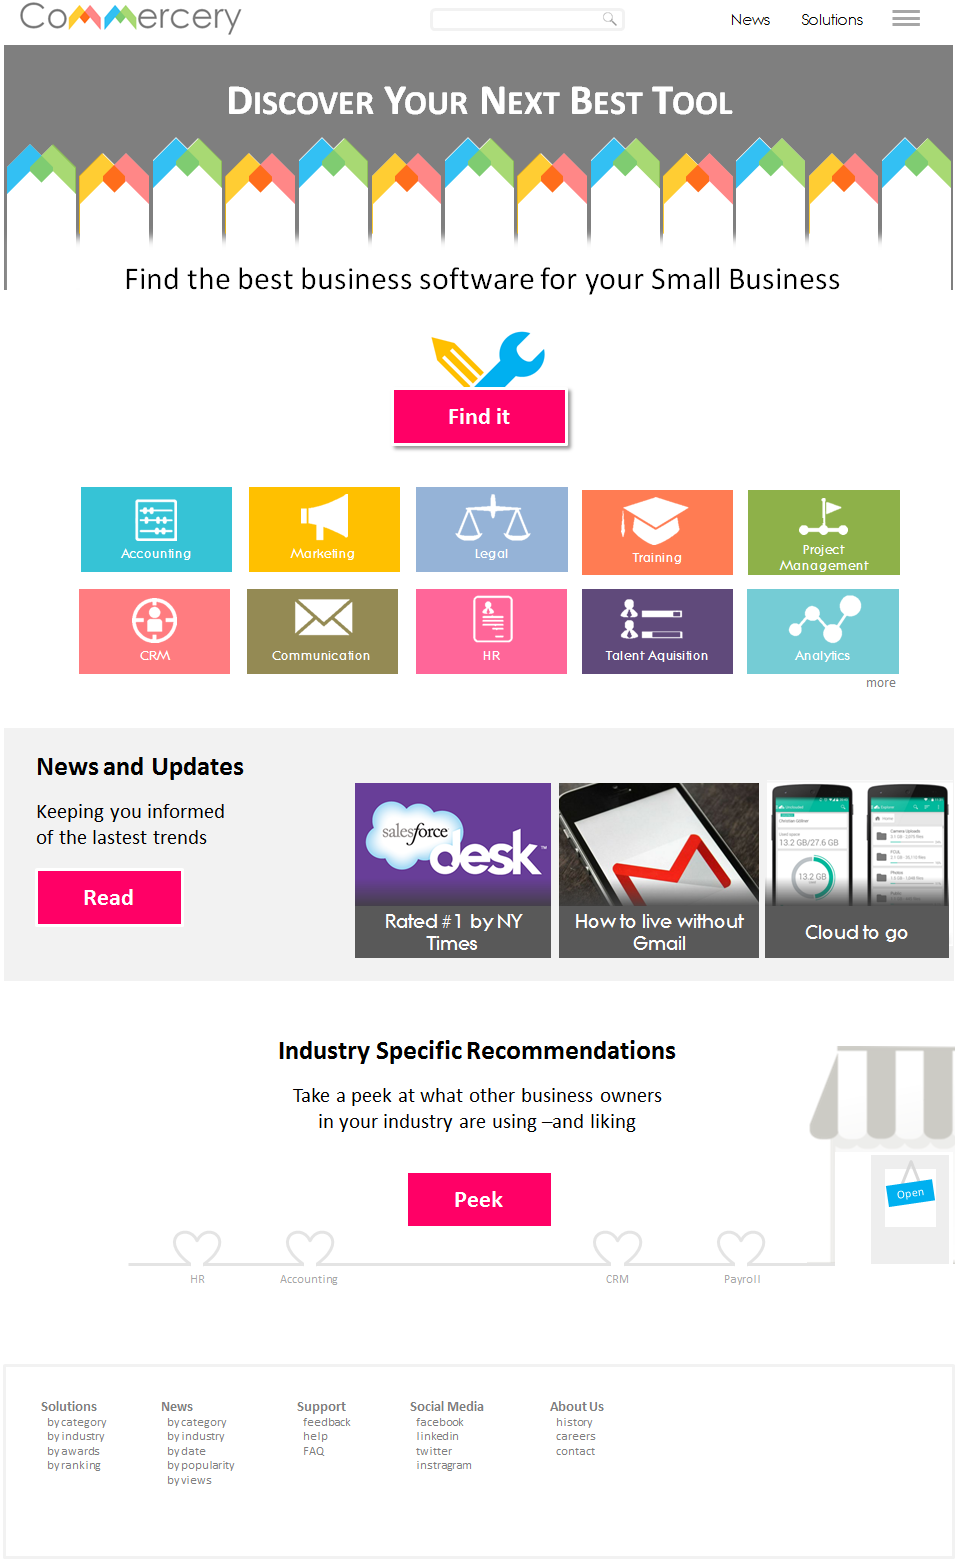 Commercery
News Solutions
Discover Your Next Best Tool
Find the best business software for your Small Business
Find it
Accounting
Marketing
Legal
Training
Project
Management
CRM
Communication
HR
Talent Aquisition
Analytics
more
News and Updates
Keeping you informed
of the lastest trends
Read
salesforce
desk™
Rated #1 by NY
Times
How to live without
Gmail
13.2 GB/27.6 GB
13.2 GB
Cloud to go
Industry Specific Recommendations
Take a peek at what other business owners
in your industry are using –and liking
Peek
Open
HR
Accounting
CRM
Payroll
Solutions
by category
by industry
by awards
by ranking
News
by category
by industry
by date
by popularity
by views
Support
feedback
help
FAQ
Social Media
facebook
linkedin
twitter
instragram
About Us
history
careers
contact